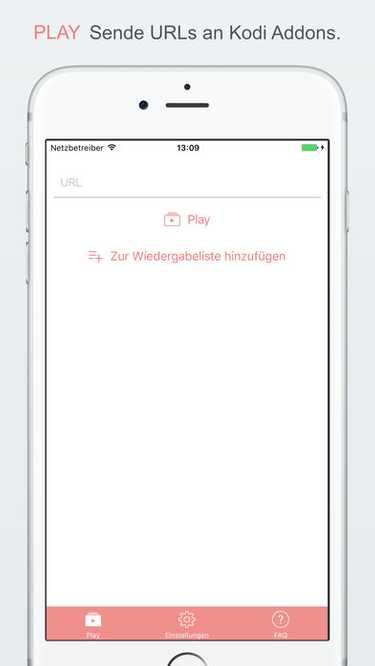 PLAY Sende URLs an Kodi Addons.
Netzbetreiber 13:09
URL
Play
Zur Wiedergabeliste hinzufügen
Play Einstellungen FAQ